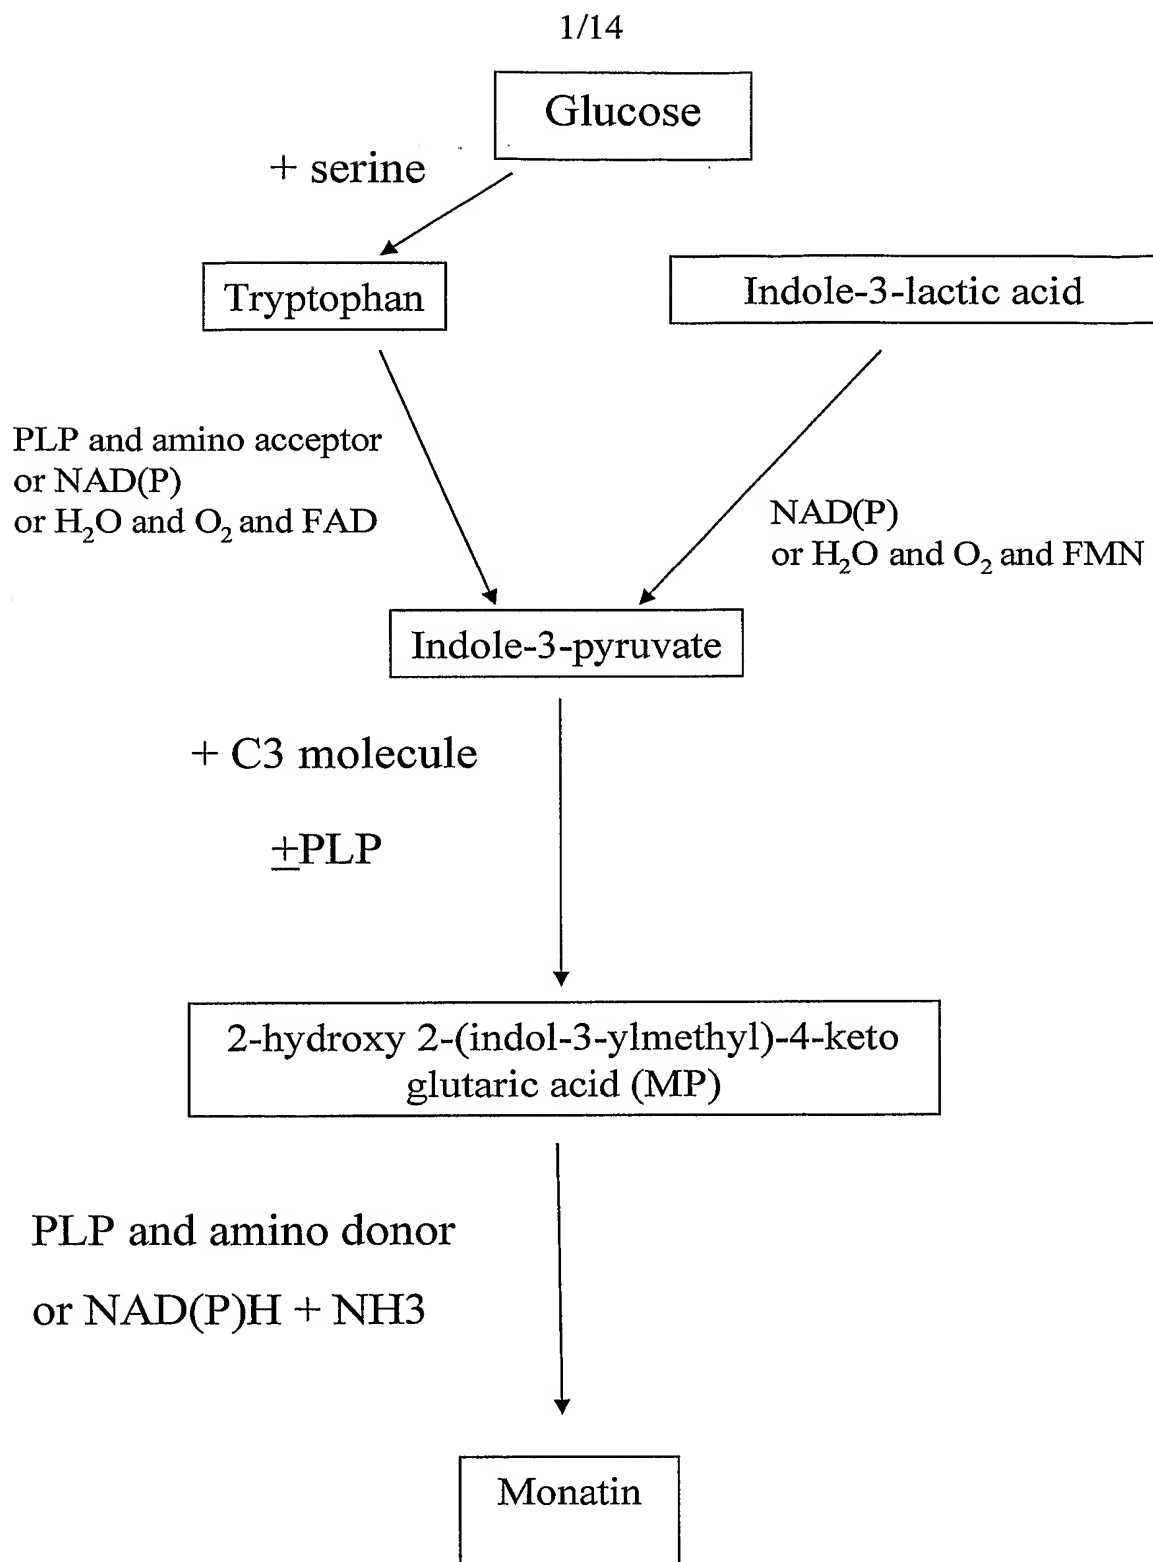 1/14
Glucose
+ serine
Tryptophan
Indole-3-lactic acid
PLP and amino acceptor
or NAD(P)
or H₂O and O₂ and FAD
NAD(P)
or H₂O and O₂ and FMN
Indole-3-pyruvate
+ C3 molecule
±PLP
2-hydroxy 2-(indol-3-ylmethyl)-4-keto
glutaric acid (MP)
PLP and amino donor
or NAD(P)H + NH3
Monatin